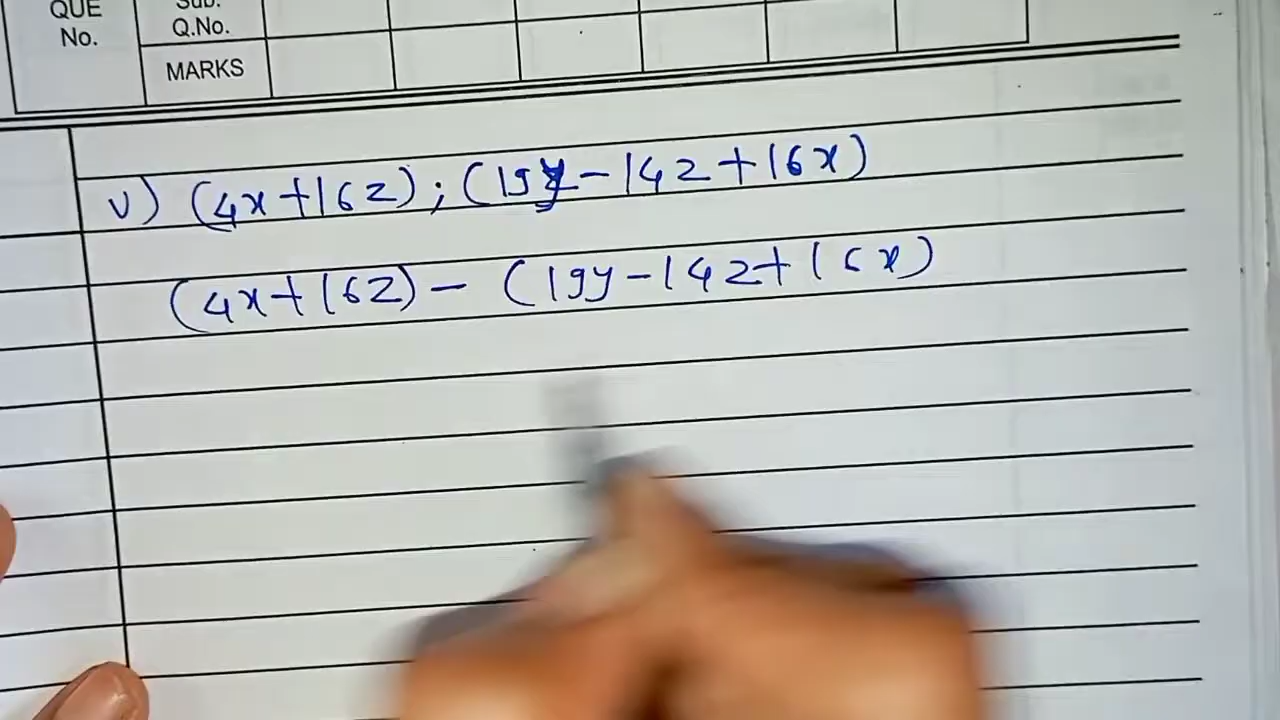 QUE No.
Sub. Q.No.
MARKS
v) (4x+16z); (19y-14z+16x)
(4x+16z) - (19y-14z+16x)